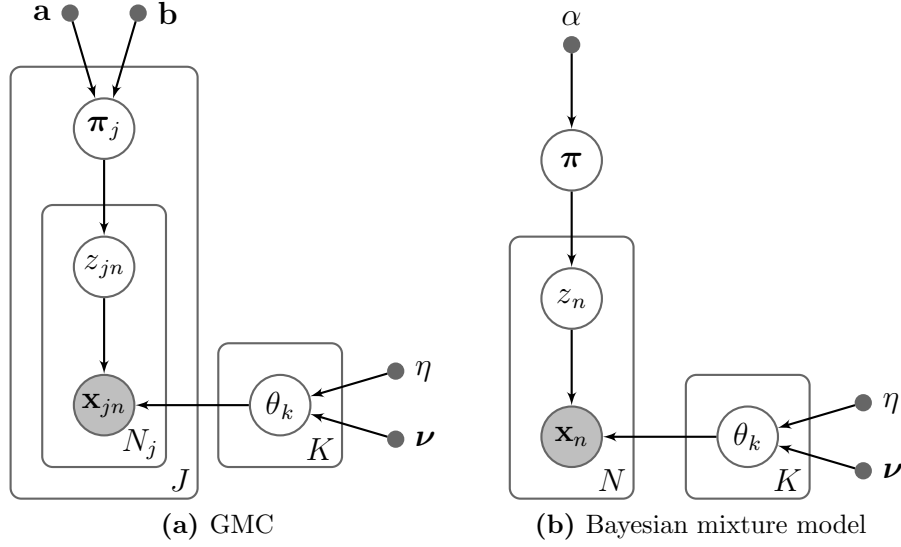 a b
π_j
z_jn
x_jn
N_j
J
θ_k
K
η
ν
(a) GMC
α
π
z_n
x_n
N
θ_k
K
η
ν
(b) Bayesian mixture model